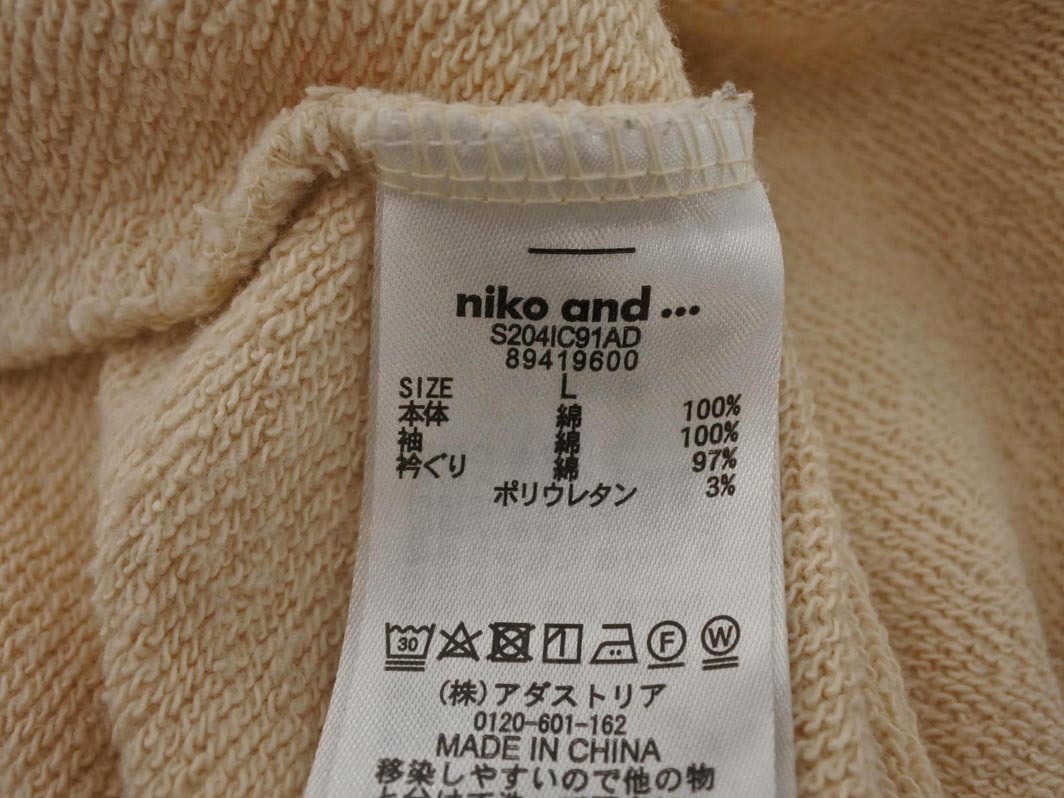 niko and ...
S204IC91AD
89419600
SIZE L
本体 綿 100%
袖 綿 100%
衿ぐり 綿 97%
ポリウレタン 3%
30 F W
(株)アダストリア
0120-601-162
MADE IN CHINA
移染しやすいので他の物